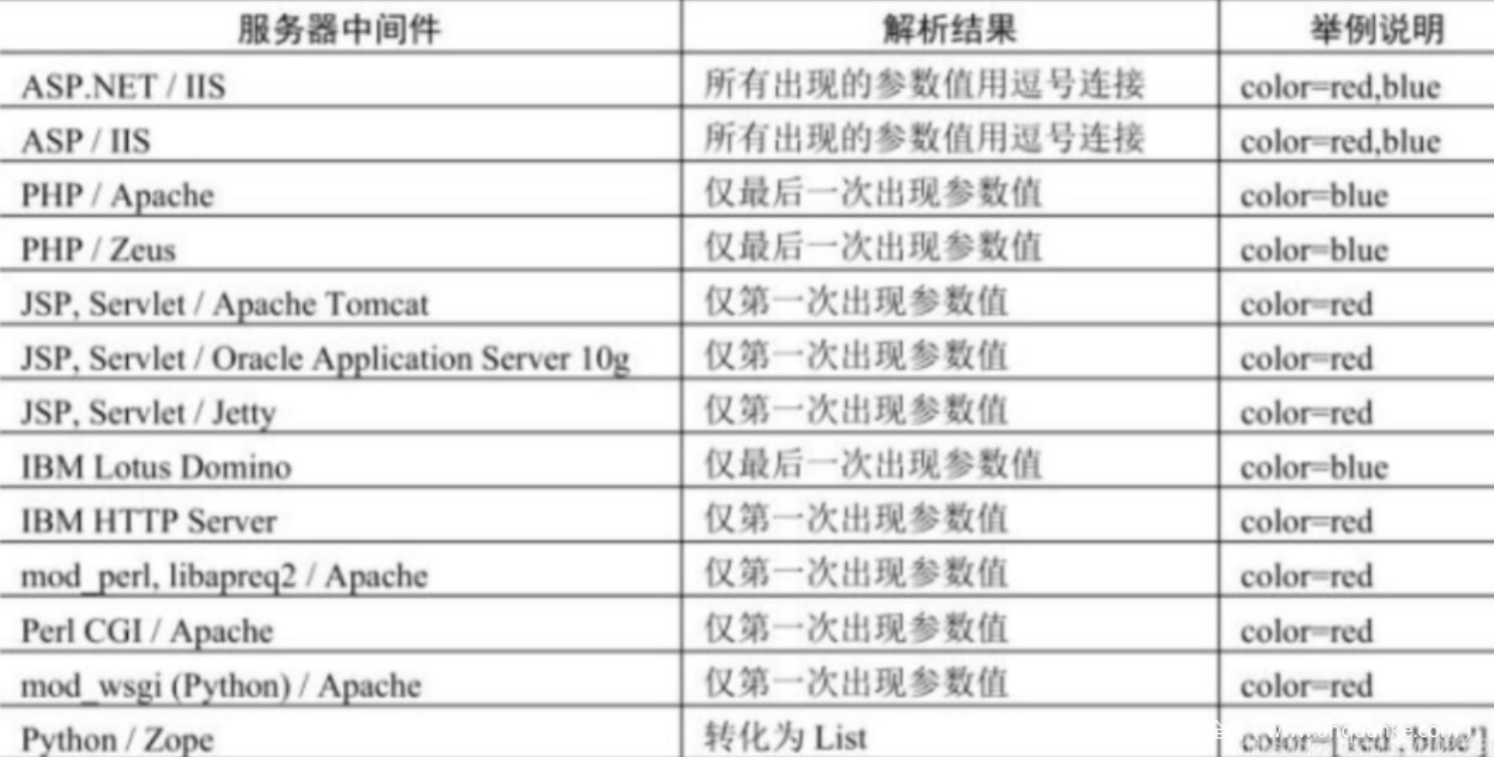 服务器中间件 解析结果 举例说明
ASP.NET / IIS 所有出现的参数值用逗号连接 color=red,blue
ASP / IIS 所有出现的参数值用逗号连接 color=red,blue
PHP / Apache 仅最后一次出现参数值 color=blue
PHP / Zeus 仅最后一次出现参数值 color=blue
JSP, Servlet / Apache Tomcat 仅第一次出现参数值 color=red
JSP, Servlet / Oracle Application Server 10g 仅第一次出现参数值 color=red
JSP, Servlet / Jetty 仅第一次出现参数值 color=red
IBM Lotus Domino 仅最后一次出现参数值 color=blue
IBM HTTP Server 仅第一次出现参数值 color=red
mod_perl, libapreq2 / Apache 仅第一次出现参数值 color=red
Perl CGI / Apache 仅第一次出现参数值 color=red
mod_wsgi (Python) / Apache 仅第一次出现参数值 color=red
Python / Zope 转化为 List color=['red','blue']